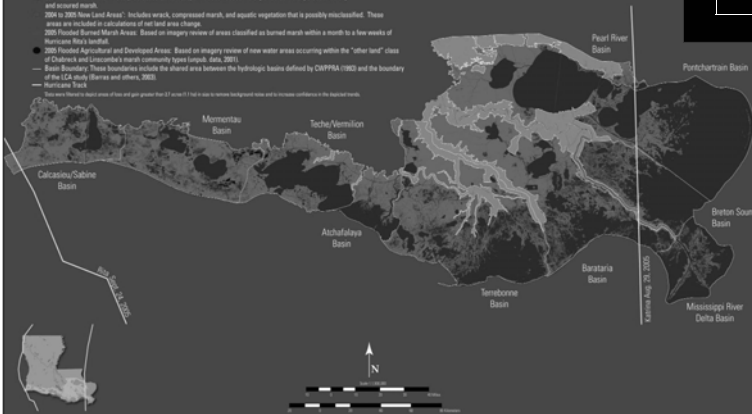 and scoured marsh.
2004 to 2005 New Land Areas*: Includes wrack, compressed marsh, and aquatic vegetation that is possibly misclassified. These
areas are included in calculations of net land area change.
2005 Flooded Burned Marsh Areas: Based on imagery review of areas classified as burned marsh within a month to a few weeks of
Hurricane Rita's landfall.
2005 Flooded Agricultural and Developed Areas: Based on imagery review of new water areas occurring within the "other land" class
of Chabreck and Linscombe's marsh community types (unpub. data, 2001).
Basin Boundary: These boundaries include the shared area between the hydrologic basins defined by CWPPRA (1993) and the boundary
of the LCA study (Barras and others, 2003).
Hurricane Track
Pearl River
Basin
Pontchartrain Basin
Mermentau
Basin
Teche/Vermilion
Basin
Calcasieu/Sabine
Basin
Atchafalaya
Basin
Terrebonne
Basin
Barataria
Basin
Breton Soun
Basin
Mississippi River
Delta Basin
Rita Sept. 24, 2005
Katrina Aug. 29, 2005
N